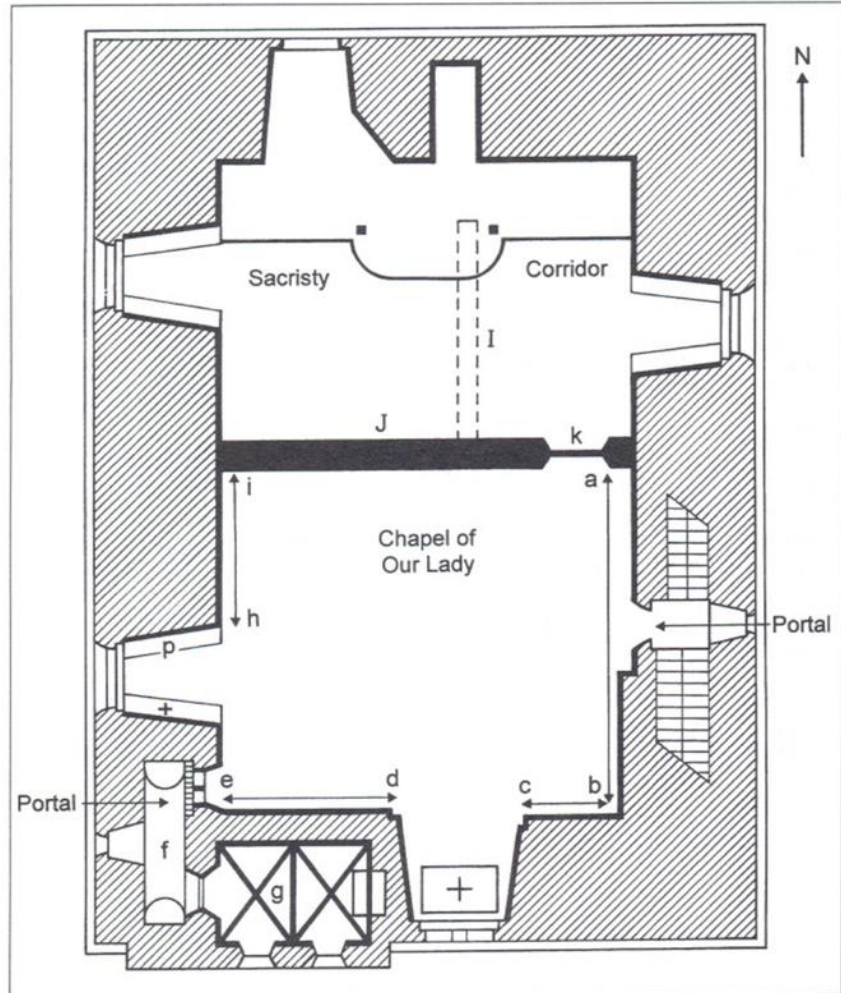 N
Sacristy
Corridor
I
J
k
i
a
Chapel of
Our Lady
h
Portal
p
+
e
d
c
b
Portal
f
g
+